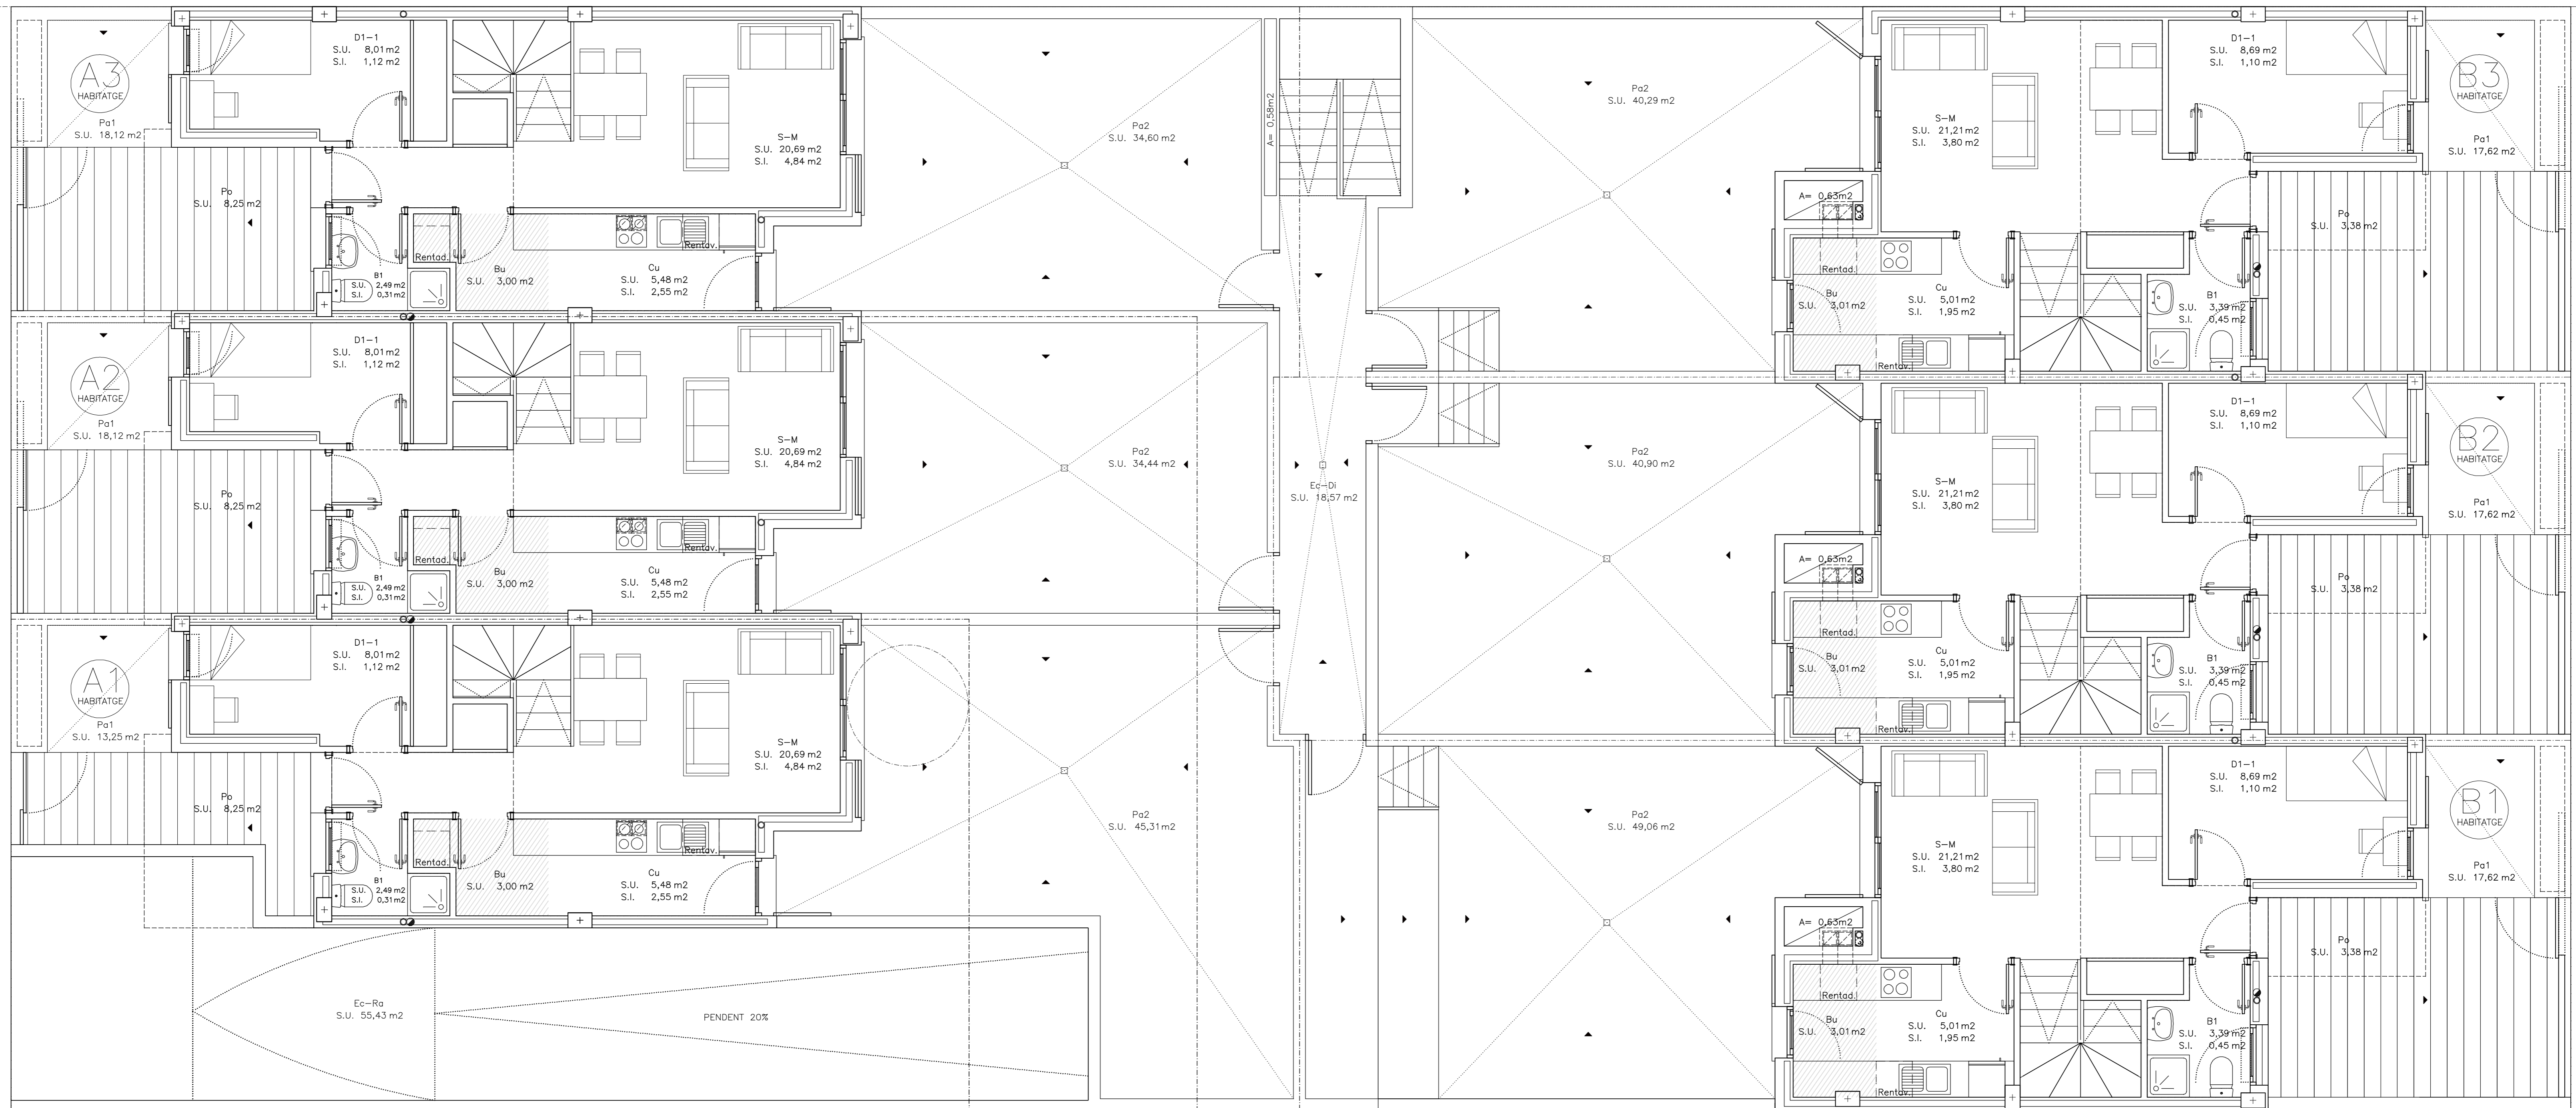 A3
HABITATGE
Pa1
S.U. 18,12 m2
D1-1
S.U. 8,01 m2
S.I. 1,12 m2
Po
S.U. 8,25 m2
B1
S.U. 2,49 m2
S.I. 0,31 m2
Rentad.
Bu
S.U. 3,00 m2
Rentav.
Cu
S.U. 5,48 m2
S.I. 2,55 m2
S-M
S.U. 20,69 m2
S.I. 4,84 m2
Pa2
S.U. 34,60 m2
A= 0,58m2
A2
HABITATGE
Pa1
S.U. 18,12 m2
D1-1
S.U. 8,01 m2
S.I. 1,12 m2
Po
S.U. 8,25 m2
B1
S.U. 2,49 m2
S.I. 0,31 m2
Rentad.
Bu
S.U. 3,00 m2
Rentav.
Cu
S.U. 5,48 m2
S.I. 2,55 m2
S-M
S.U. 20,69 m2
S.I. 4,84 m2
Pa2
S.U. 34,44 m2
Ec-Di
S.U. 18,57 m2
A1
HABITATGE
Pa1
S.U. 13,25 m2
D1-1
S.U. 8,01 m2
S.I. 1,12 m2
Po
S.U. 8,25 m2
B1
S.U. 2,49 m2
S.I. 0,31 m2
Rentad.
Bu
S.U. 3,00 m2
Rentav.
Cu
S.U. 5,48 m2
S.I. 2,55 m2
S-M
S.U. 20,69 m2
S.I. 4,84 m2
Pa2
S.U. 45,31 m2
Ec-Ra
S.U. 55,43 m2
PENDENT 20%
Pa2
S.U. 40,29 m2
S-M
S.U. 21,21 m2
S.I. 3,80 m2
D1-1
S.U. 8,69 m2
S.I. 1,10 m2
B3
HABITATGE
Pa1
S.U. 17,62 m2
A= 0,63m2
Po
S.U. 3,38 m2
Rentad.
Bu
S.U. 3,01 m2
Cu
S.U. 5,01 m2
S.I. 1,95 m2
B1
S.U. 3,39 m2
S.I. 0,45 m2
Rentav.
Pa2
S.U. 40,90 m2
S-M
S.U. 21,21 m2
S.I. 3,80 m2
D1-1
S.U. 8,69 m2
S.I. 1,10 m2
B2
HABITATGE
Pa1
S.U. 17,62 m2
A= 0,63m2
Po
S.U. 3,38 m2
Rentad.
Bu
S.U. 3,01 m2
Cu
S.U. 5,01 m2
S.I. 1,95 m2
B1
S.U. 3,39 m2
S.I. 0,45 m2
Rentav.
Pa2
S.U. 49,06 m2
S-M
S.U. 21,21 m2
S.I. 3,80 m2
D1-1
S.U. 8,69 m2
S.I. 1,10 m2
B1
HABITATGE
Pa1
S.U. 17,62 m2
A= 0,63m2
Po
S.U. 3,38 m2
Rentad.
Bu
S.U. 3,01 m2
Cu
S.U. 5,01 m2
S.I. 1,95 m2
B1
S.U. 3,39 m2
S.I. 0,45 m2
Rentav.